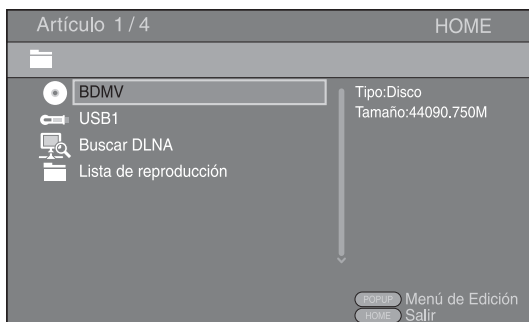 Artículo 1/4
HOME
BDMV
USB1
Buscar DLNA
Lista de reproducción
Tipo:Disco
Tamaño:44090.750M
POPUP Menú de Edición
HOME Salir